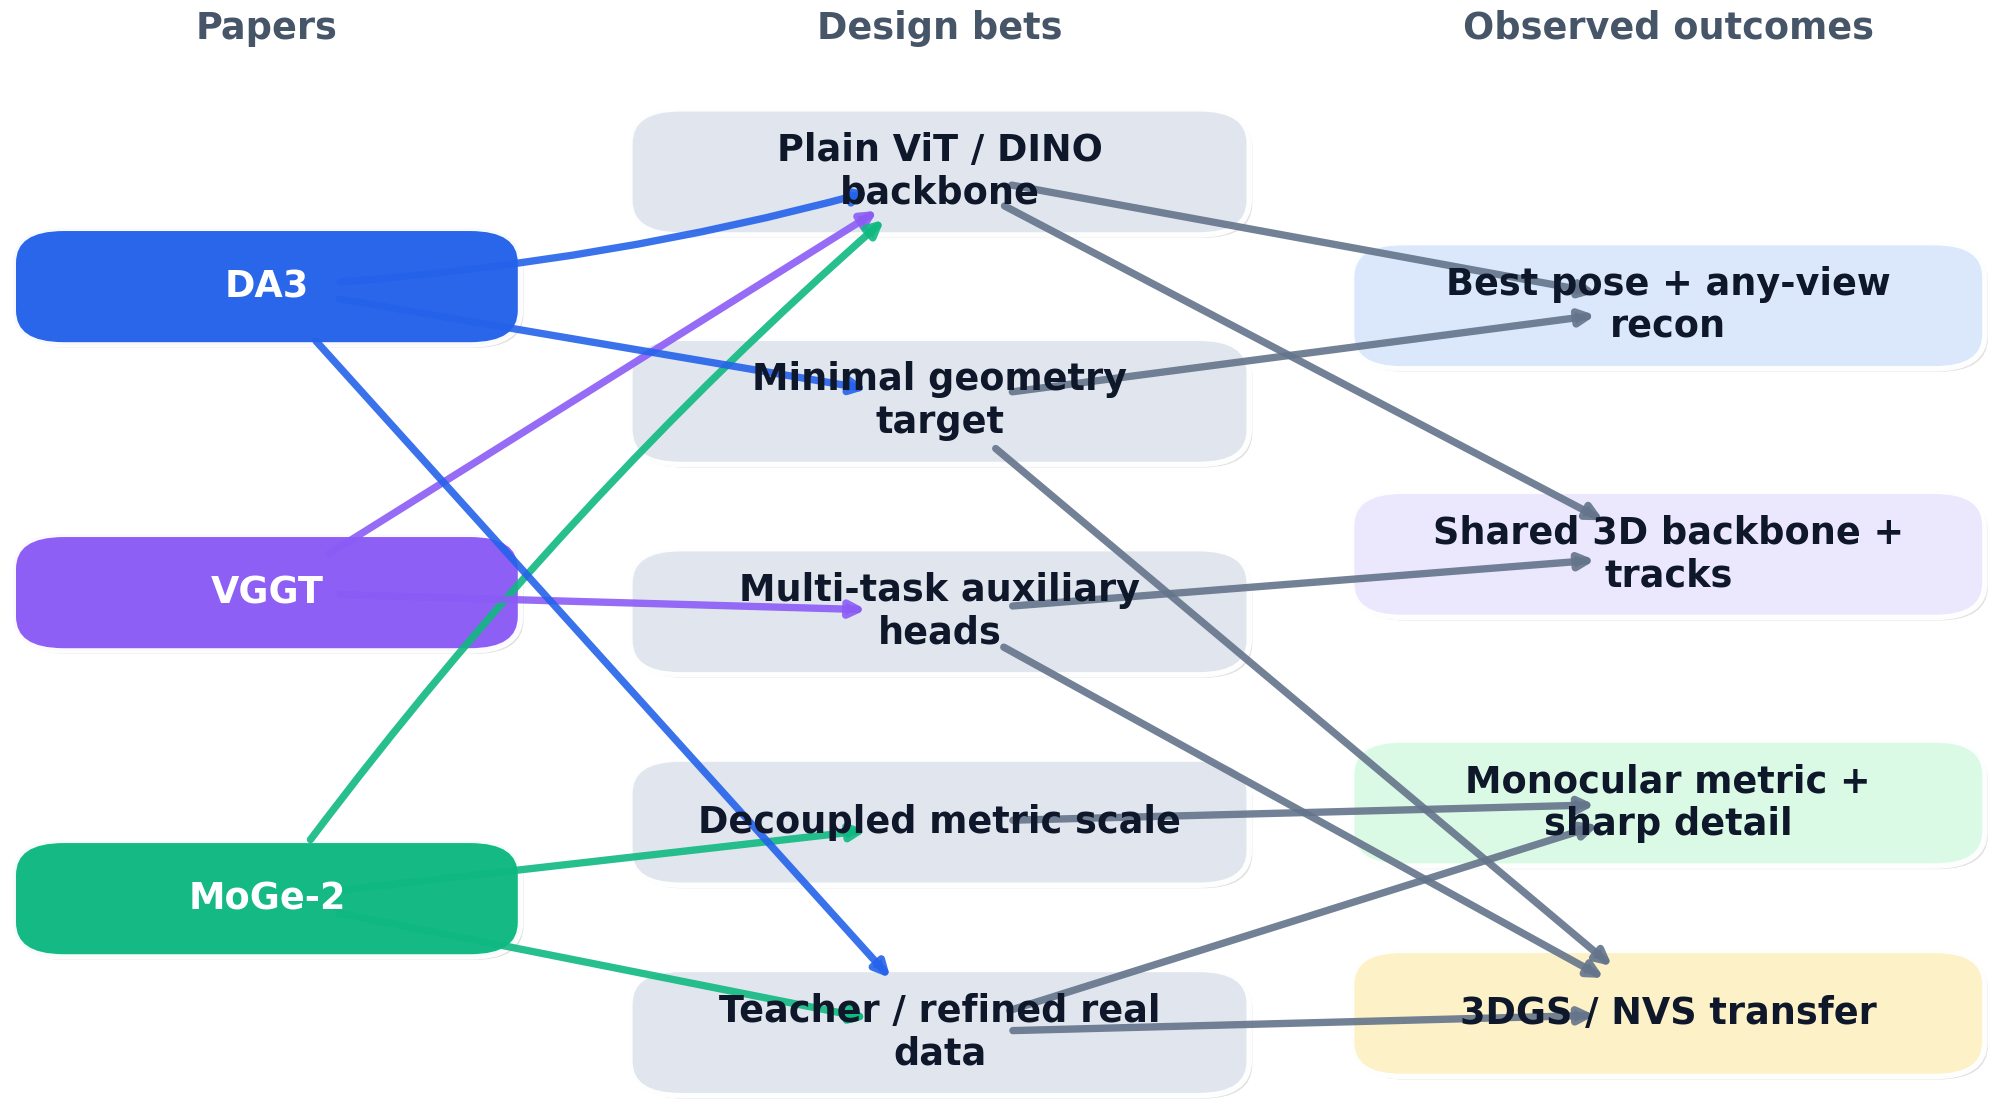 Papers
Design bets
Observed outcomes
Plain ViT / DINO
backbone
DA3
Best pose + any-view
recon
Minimal geometry
target
VGGT
Shared 3D backbone +
tracks
Multi-task auxiliary
heads
Monocular metric +
sharp detail
Decoupled metric scale
MoGe-2
Teacher / refined real
data
3DGS / NVS transfer